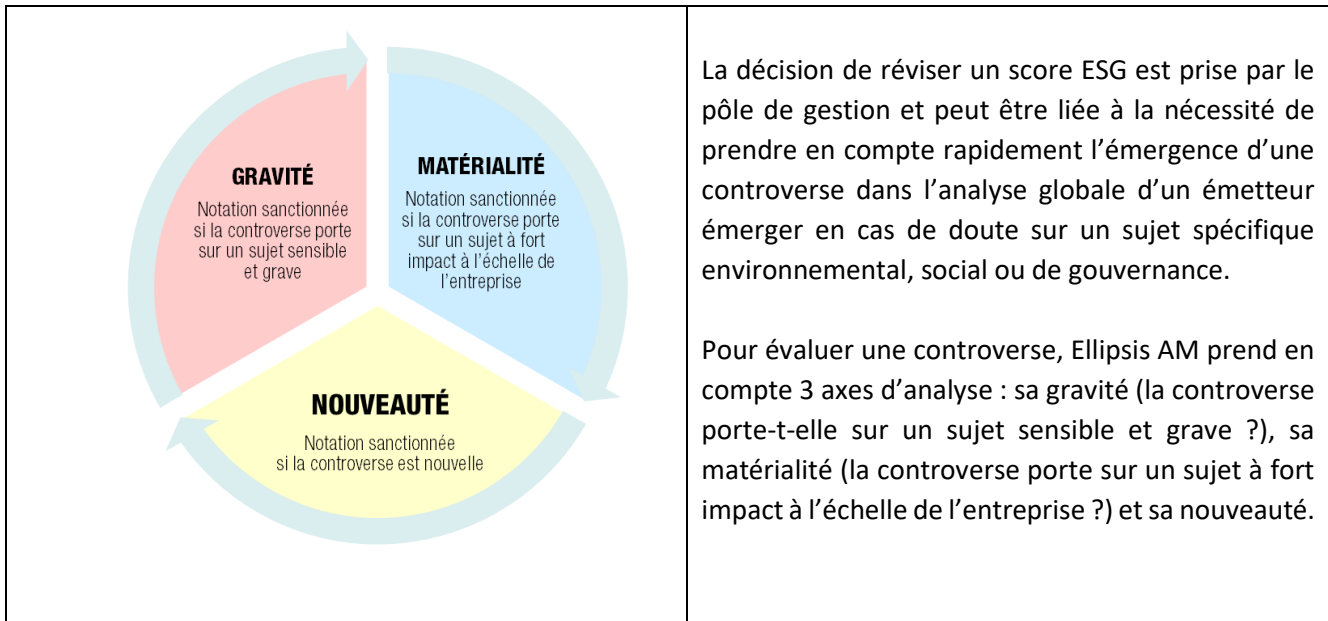 GRAVITÉ
Notation sanctionnée
si la controverse porte
sur un sujet sensible
et grave
MATÉRIALITÉ
Notation sanctionnée
si la controverse porte
sur un sujet à fort
impact à l'échelle de
l'entreprise
NOUVEAUTÉ
Notation sanctionnée
si la controverse est nouvelle
La décision de réviser un score ESG est prise par le
pôle de gestion et peut être liée à la nécessité de
prendre en compte rapidement l’émergence d’une
controverse dans l’analyse globale d’un émetteur
émerger en cas de doute sur un sujet spécifique
environnemental, social ou de gouvernance.
Pour évaluer une controverse, Ellipsis AM prend en
compte 3 axes d’analyse : sa gravité (la controverse
porte-t-elle sur un sujet sensible et grave ?), sa
matérialité (la controverse porte sur un sujet à fort
impact à l’échelle de l’entreprise ?) et sa nouveauté.